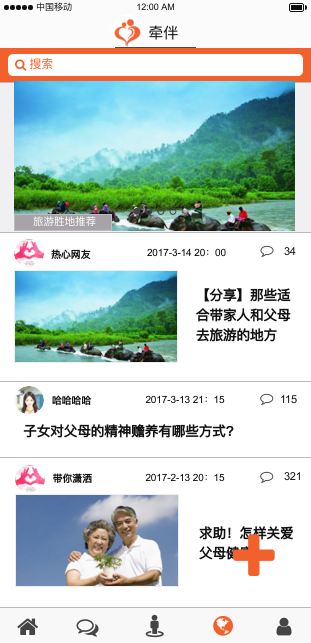 中国移动 12:00 AM
牵伴
搜索
旅游胜地推荐
热心网友 2017-3-14 20：00 34
【分享】那些适
合带家人和父母
去旅游的地方
哈哈哈哈 2017-3-13 21：15 115
子女对父母的精神赡养有哪些方式?
带你潇洒 2017-2-13 20：15 321
求助！怎样关爱
父母健